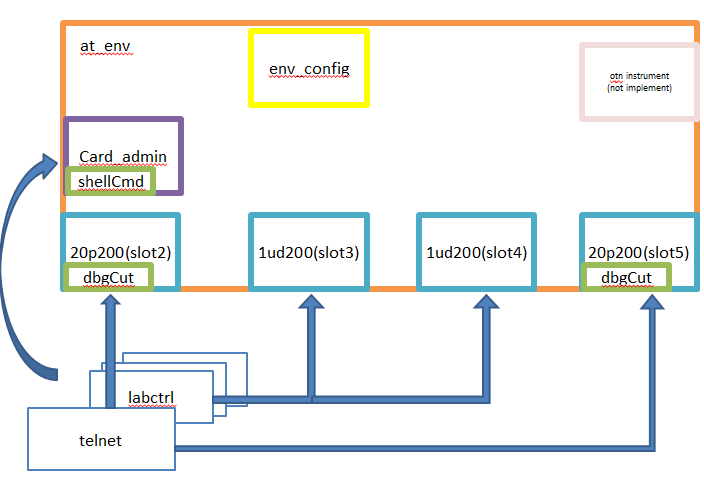 at_env
env_config
otn instrument
(not implement)
Card_admin
shellCmd
20p200(slot2)
1ud200(slot3)
1ud200(slot4)
20p200(slot5)
dbgCut
dbgCut
labctrl
telnet